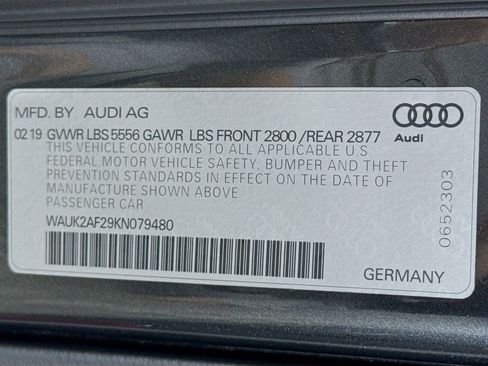 MFD. BY AUDI AG
02 19 GVWR LBS 5556 GAWR LBS FRONT 2800 / REAR 2877
THIS VEHICLE CONFORMS TO ALL APPLICABLE U.S
FEDERAL MOTOR VEHICLE SAFETY, BUMPER AND THEFT
PREVENTION STANDARDS IN EFFECT ON THE DATE OF
MANUFACTURE SHOWN ABOVE
PASSENGER CAR
WAUK2AF29KN079480
Audi
0652303
GERMANY